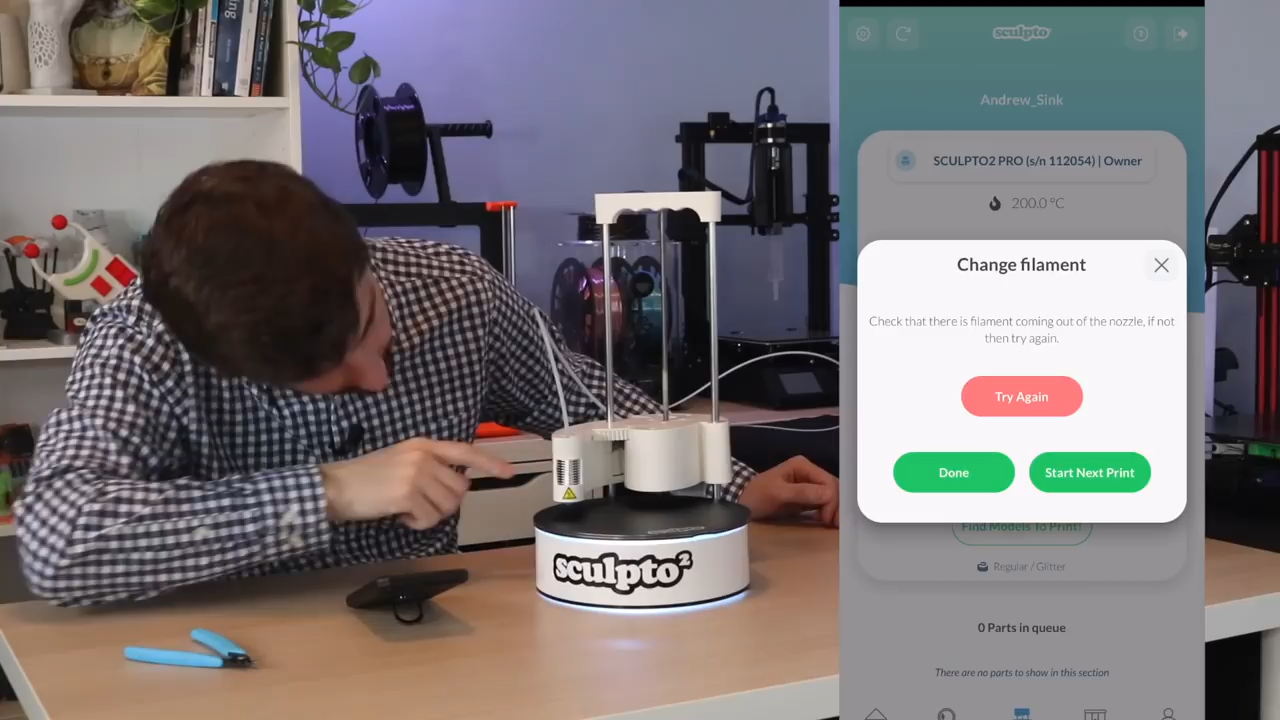 sculpto
Andrew_Sink
SCULPTO2 PRO (s/n 112054) | Owner
200.0 °C
Change filament
Check that there is filament coming out of the nozzle, if not
then try again.
Try Again
Done
Start Next Print
Find Models To Print!
Regular / Glitter
0 Parts in queue
There are no parts to show in this section
sculpto²